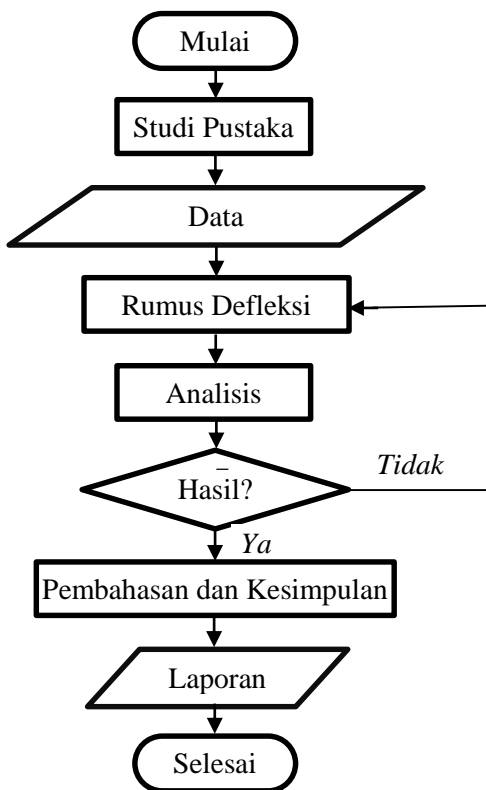 Mulai
Studi Pustaka
Data
Rumus Defleksi
Analisis
Hasil?
Tidak
Ya
Pembahasan dan Kesimpulan
Laporan
Selesai